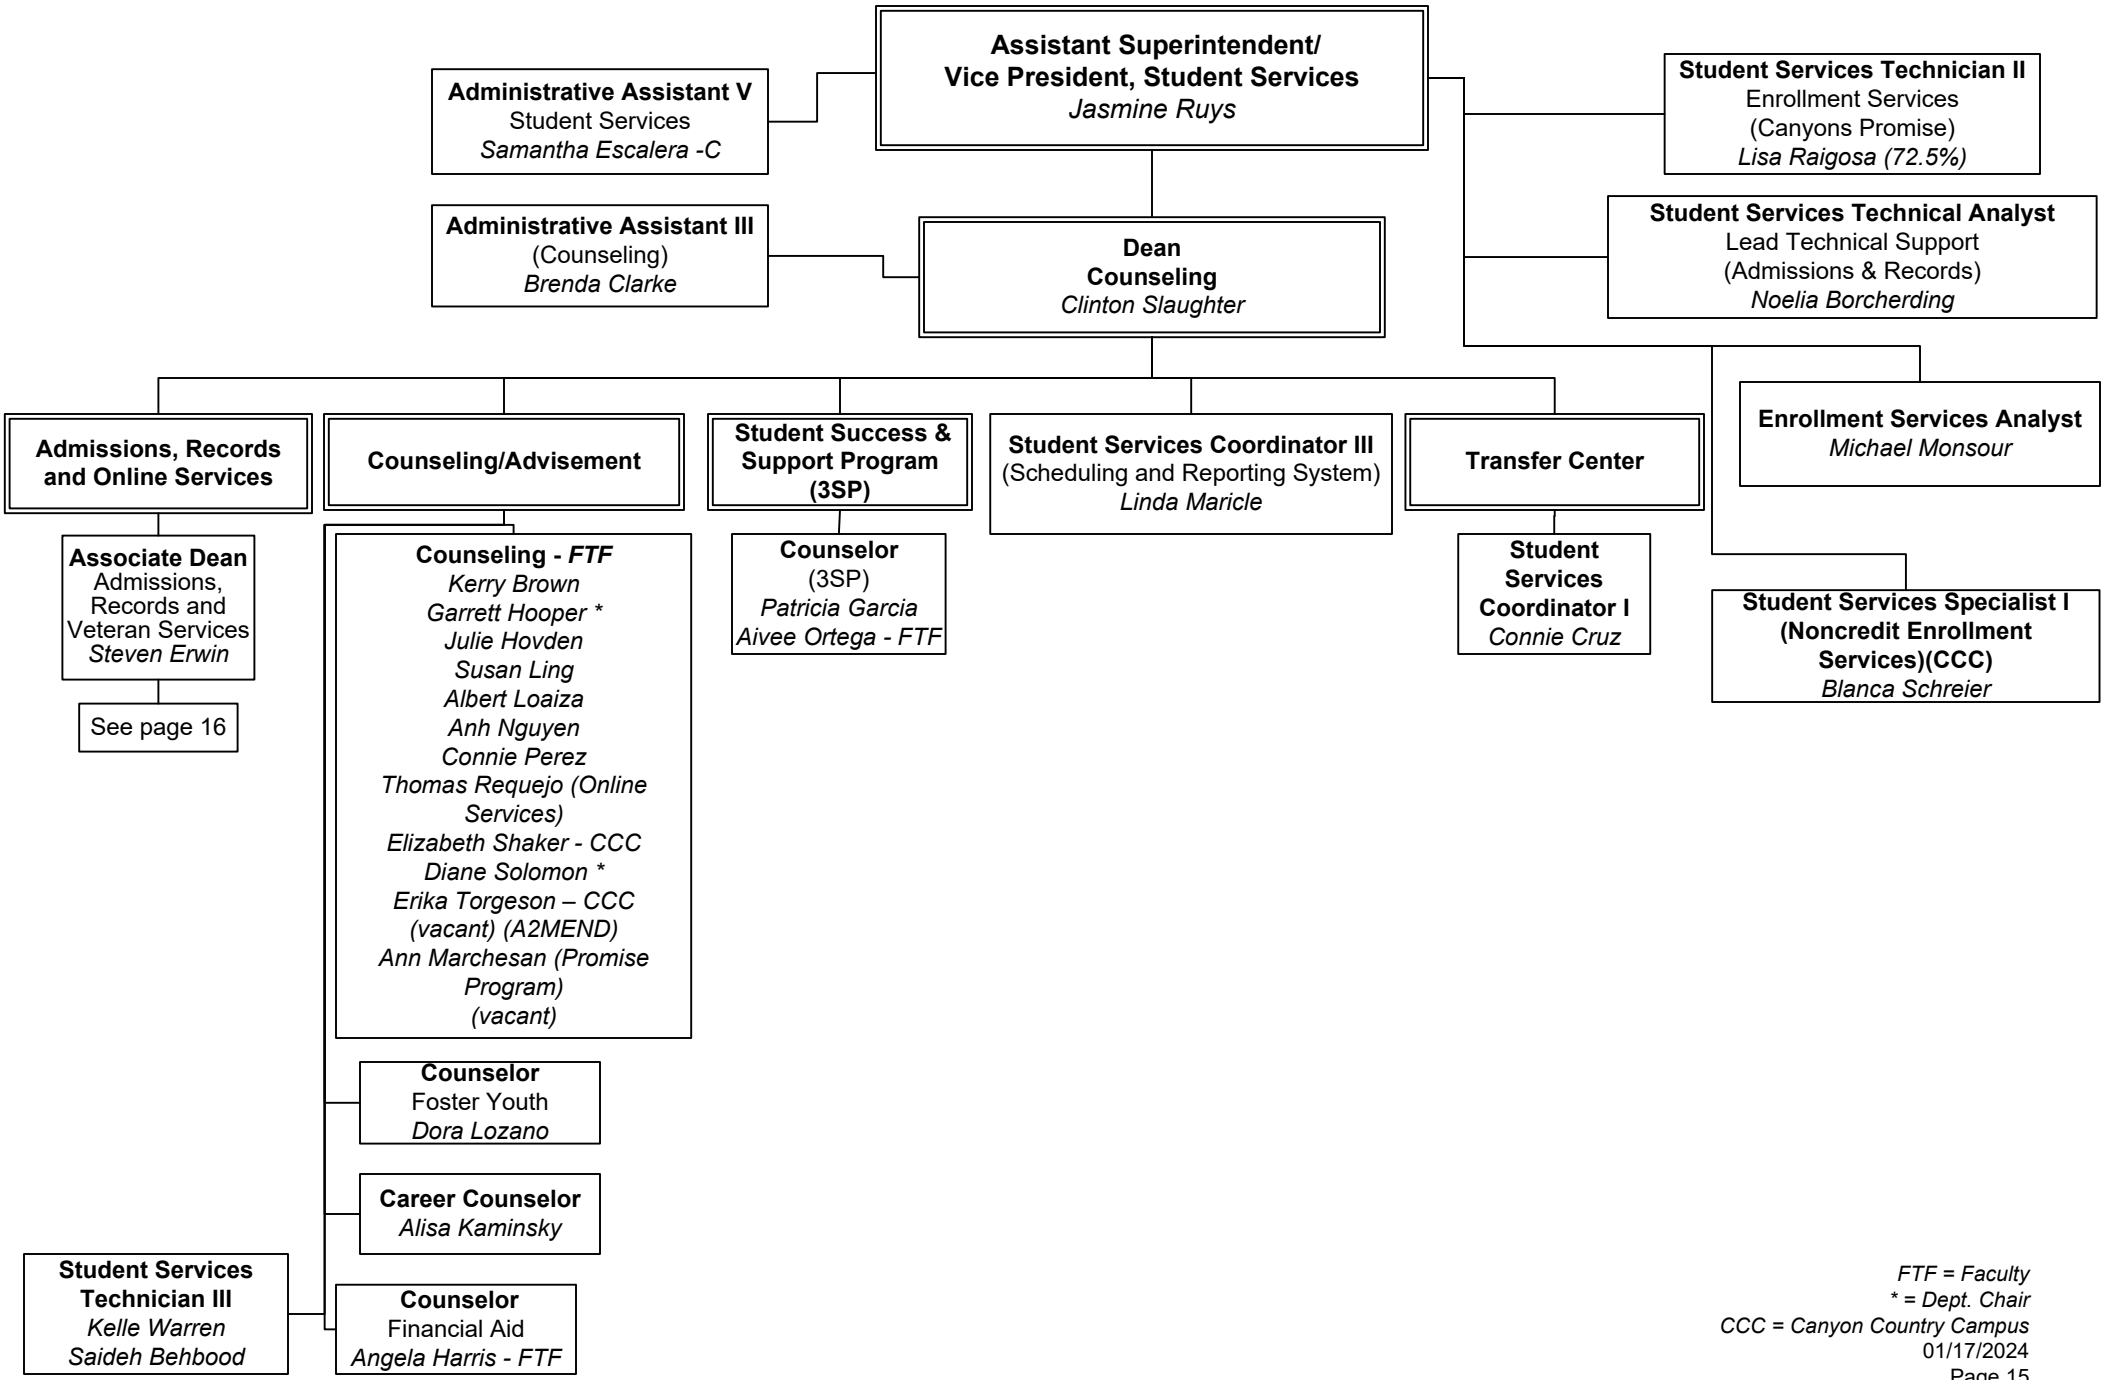 Assistant Superintendent/
Vice President, Student Services
Jasmine Ruys
Administrative Assistant V
Student Services
Samantha Escalera -C
Student Services Technician II
Enrollment Services
(Canyons Promise)
Lisa Raigosa (72.5%)
Administrative Assistant III
(Counseling)
Brenda Clarke
Dean
Counseling
Clinton Slaughter
Student Services Technical Analyst
Lead Technical Support
(Admissions & Records)
Noelia Borcherding
Admissions, Records
and Online Services
Counseling/Advisement
Student Success &
Support Program
(3SP)
Student Services Coordinator III
(Scheduling and Reporting System)
Linda Maricle
Transfer Center
Enrollment Services Analyst
Michael Monsour
Associate Dean
Admissions,
Records and
Veteran Services
Steven Erwin
See page 16
Counseling - FTF
Kerry Brown
Garrett Hooper *
Julie Hovden
Susan Ling
Albert Loaiza
Anh Nguyen
Connie Perez
Thomas Requejo (Online
Services)
Elizabeth Shaker - CCC
Diane Solomon *
Erika Torgeson – CCC
(vacant) (A2MEND)
Ann Marchesan (Promise
Program)
(vacant)
Counselor
(3SP)
Patricia Garcia
Aivee Ortega - FTF
Student
Services
Coordinator I
Connie Cruz
Student Services Specialist I
(Noncredit Enrollment
Services)(CCC)
Blanca Schreier
Counselor
Foster Youth
Dora Lozano
Career Counselor
Alisa Kaminsky
Student Services
Technician III
Kelle Warren
Saideh Behbood
Counselor
Financial Aid
Angela Harris - FTF
FTF = Faculty
* = Dept. Chair
CCC = Canyon Country Campus
01/17/2024
Page 15